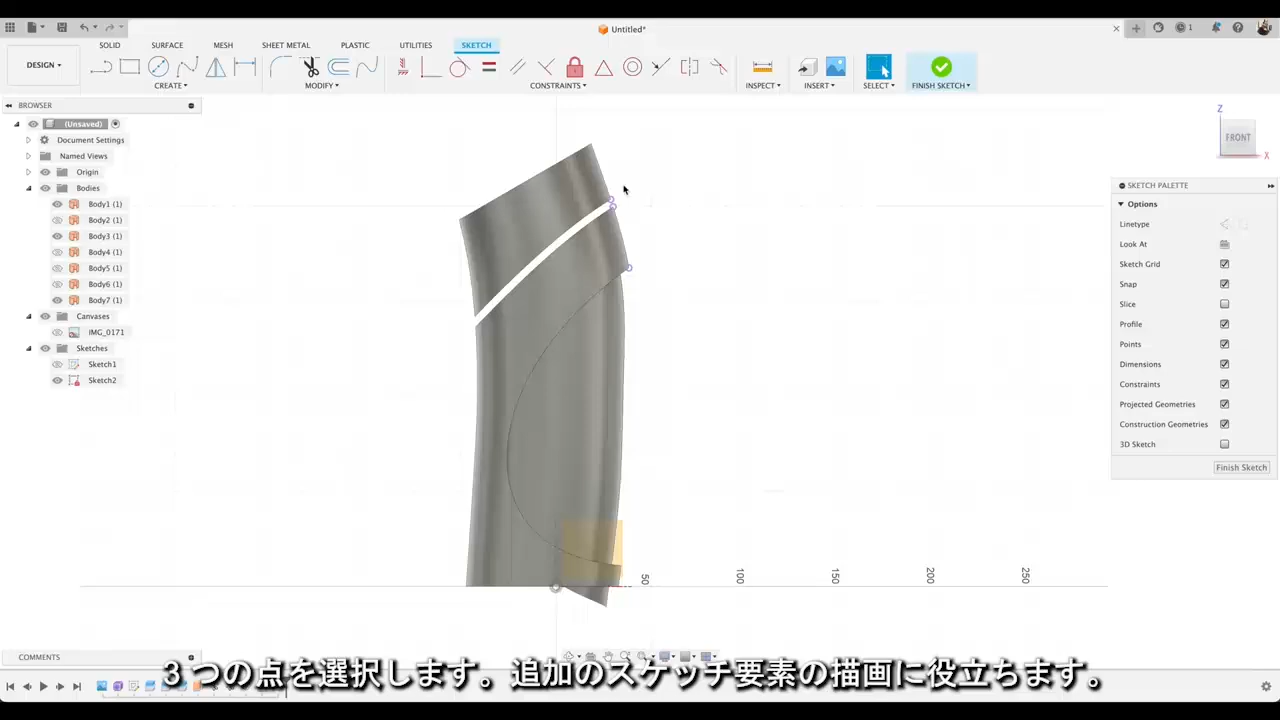 Untitled*
1
DESIGN
SOLID
SURFACE
MESH
SHEET METAL
PLASTIC
UTILITIES
SKETCH
CREATE
MODIFY
CONSTRAINTS
INSPECT
INSERT
SELECT
FINISH SKETCH
BROWSER
(Unsaved)
Document Settings
Named Views
Origin
Bodies
Body1 (1)
Body2 (1)
Body3 (1)
Body4 (1)
Body5 (1)
Body6 (1)
Body7 (1)
Canvases
IMG_0171
Sketches
Sketch1
Sketch2
Z
FRONT
X
SKETCH PALETTE
Options
Linetype
Look At
Sketch Grid
Snap
Slice
Profile
Points
Dimensions
Constraints
Projected Geometries
Construction Geometries
3D Sketch
Finish Sketch
50
100
150
200
250
COMMENTS
3つの点を選択します。追加のスケッチ要素の描画に役立ちます。